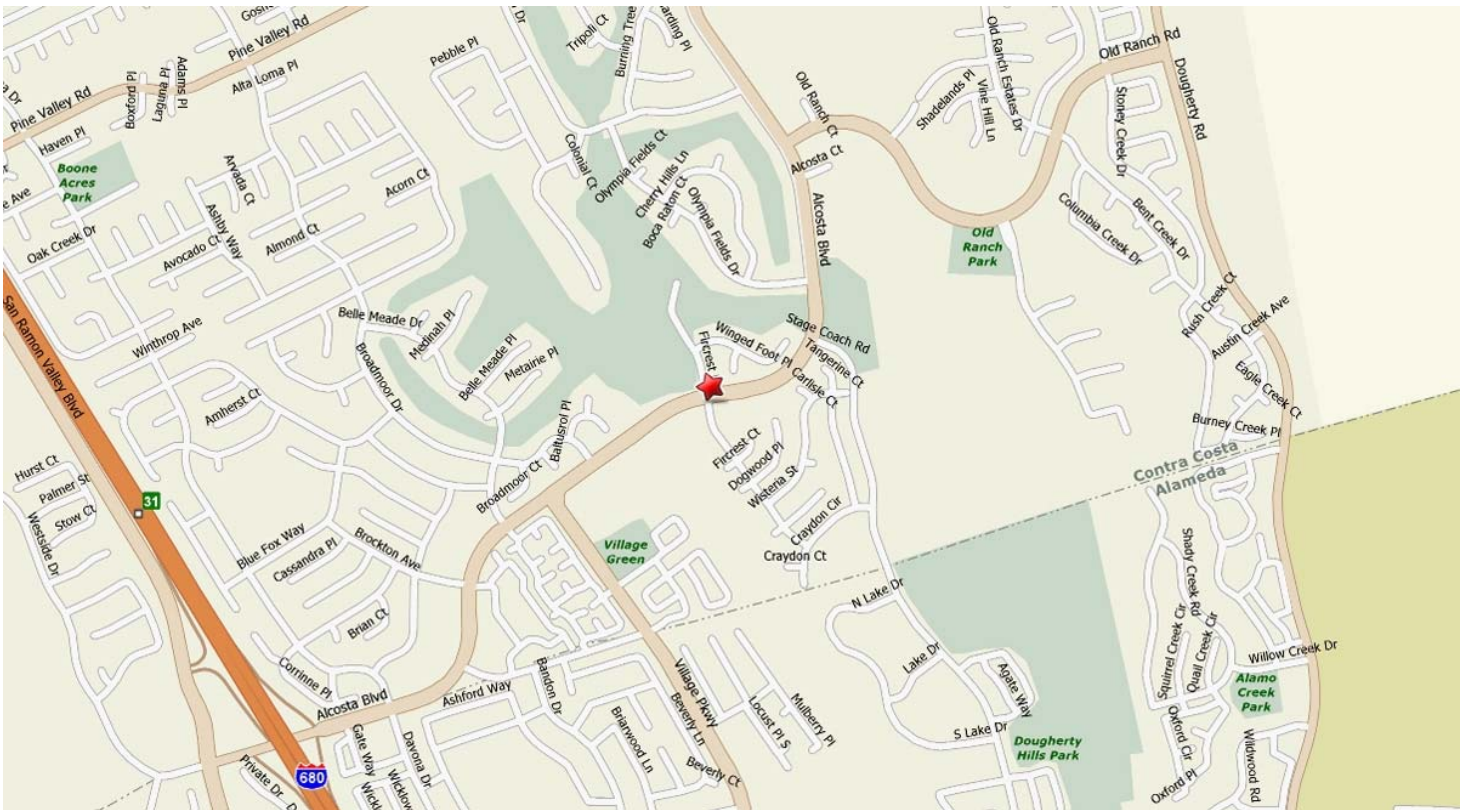 Pine Valley Rd
Alta Loma Pl
Pebble Pl
Tripoli Ct
Burning Tree
Dr
Old Ranch Estates Dr
Old Ranch Rd
Dougherty Rd
Adams Pl
Laguna Pl
Boxford Pl
Pine Valley Rd
Haven Pl
Boone
Acres
Park
Old Ranch Ct
Shadelands Pl
Vine Hill Ln
Stoney Creek Dr
Colonial Ct
Olympia Fields Ct
Cherry Hills Ln
Boca Raton Ct
Olympia Fields Dr
Alcosta Ct
Alcosta Blvd
Arvada Ct
Acorn Ct
Ashby Way
Almond Ct
Avocado Ct
Oak Creek Dr
Old
Ranch
Park
Columbia Creek Dr
Bent Creek Dr
Rush Creek Ct
Austin Creek Ave
Eagle Creek Ct
Burney Creek Pl
San Ramon Valley Blvd
Winthrop Ave
Belle Meade Dr
Medinah Pl
Belle Meade Pl
Metairie Pl
Broadmoor Dr
Amherst Ct
Baltusrol Pl
Broadmoor Ct
Fircrest
Winged Foot Pl
Stage Coach Rd
Tangerine Ct
Carlisle Ct
Fircrest Ct
Dogwood Pl
Wisteria St
Craydon Cir
Craydon Ct
Contra Costa
Alameda
Hurst Ct
Palmer St
Stow Ct
Westside Dr
31
Blue Fox Way
Cassandra Pl
Brockton Ave
Brian Ct
Village
Green
N Lake Dr
Lake Dr
S Lake Dr
Agate Way
Dougherty
Hills Park
Shady Creek Rd
Squirrel Creek Cir
Quail Creek Cir
Willow Creek Dr
Alamo
Creek
Park
Oxford Cir
Oxford Pl
Wildwood Rd
Corrinne Pl
Alcosta Blvd
Ashford Way
Bandon Dr
Village Pkwy
Beverly Ln
Locust Pl S
Mulberry Pl
Briarwood Ln
Beverly Ct
Gate Way
Davona Dr
Private Dr
680